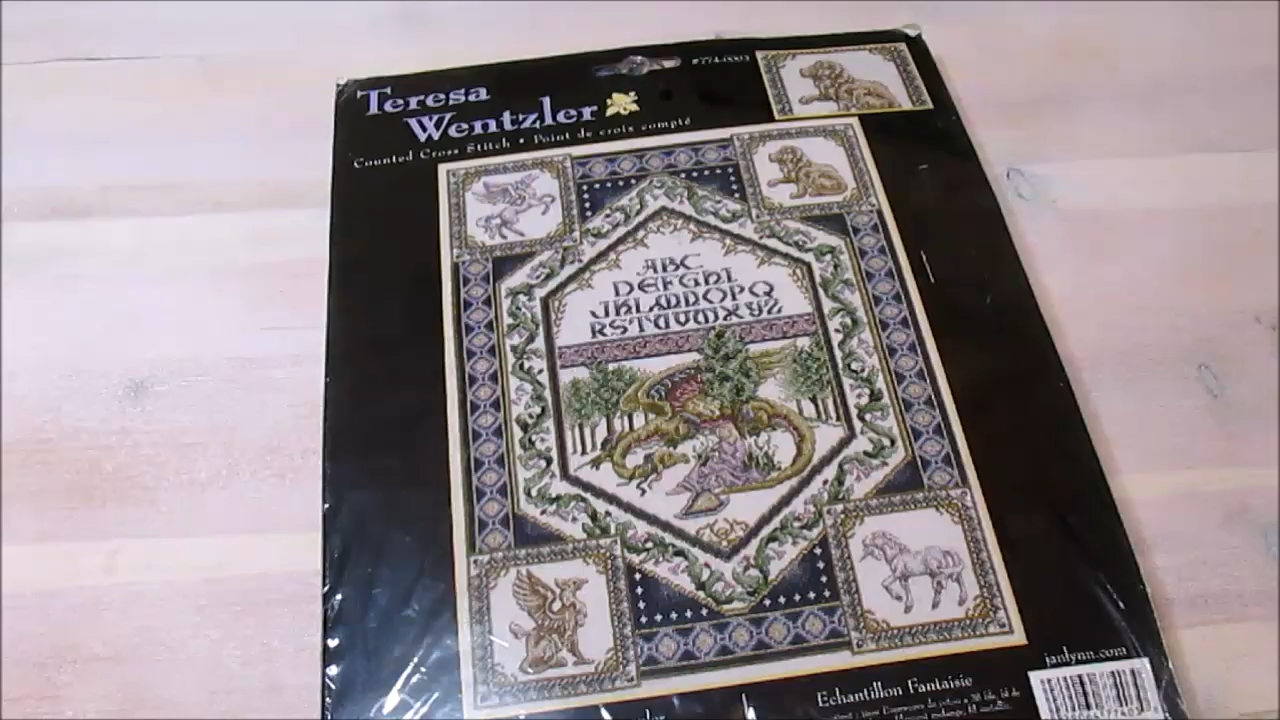 Teresa
Wentzler
#774-0003
Counted Cross Stitch • Point de croix compté
ABC
DEFGHI
JKLMNOPQ
RSTUVWXYZ
janlynn.com
Echantillon Fantaisie